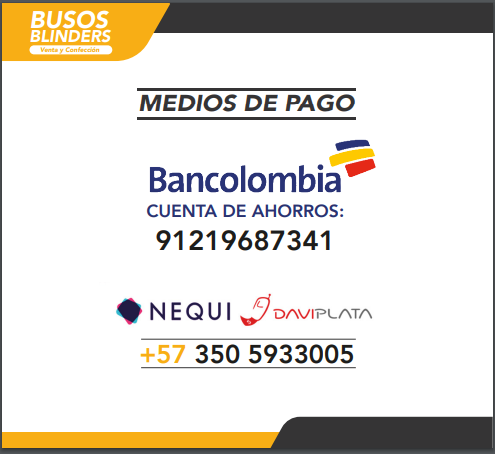 BUSOS
BLINDERS
Venta y Confección
MEDIOS DE PAGO
Bancolombia
CUENTA DE AHORROS:
91219687341
NEQUI DAVIPLATA
+57 350 5933005